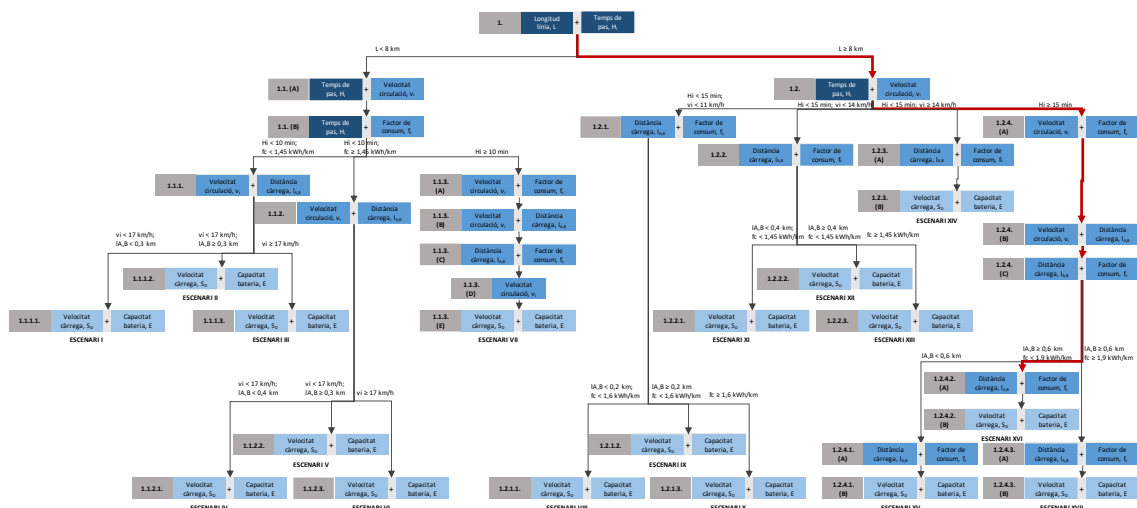 1. Longitud línia, L + Temps de pas, Hi
L < 8 km
L ≥ 8 km
1.1. (A) Temps de pas, Hi + Velocitat circulació, vi
1.2. Temps de pas, Hi + Velocitat circulació, vi
1.1. (B) Temps de pas, Hi + Factor de consum, fc
Hi < 10 min; fc < 1,45 kWh/km
Hi < 10 min; fc ≥ 1,45 kWh/km
Hi ≥ 10 min
Hi < 15 min; vi < 11 km/h
Hi < 15 min; vi < 14 km/h
Hi < 15 min; vi ≥ 14 km/h
Hi ≥ 15 min
1.1.1. Velocitat circulació, vi + Distància càrrega, lA,B
1.1.2. Velocitat circulació, vi + Distància càrrega, lA,B
1.1.3. (A) Velocitat circulació, vi + Factor de consum, fc
1.1.3. (B) Velocitat circulació, vi + Distància càrrega, lA,B
1.1.3. (C) Distància càrrega, lA,B + Factor de consum, fc
1.1.3. (D) Velocitat circulació, vi
1.1.3. (E) Velocitat càrrega, SD + Capacitat bateria, E
ESCENARI VII
vi < 17 km/h; lA,B < 0,3 km
vi < 17 km/h; lA,B ≥ 0,3 km
vi ≥ 17 km/h
1.1.1.2. Velocitat càrrega, SD + Capacitat bateria, E
ESCENARI II
1.1.1.1. Velocitat càrrega, SD + Capacitat bateria, E
ESCENARI I
1.1.1.3. Velocitat càrrega, SD + Capacitat bateria, E
ESCENARI III
vi < 17 km/h; lA,B < 0,4 km
vi < 17 km/h; lA,B ≥ 0,3 km
vi ≥ 17 km/h
1.1.2.2. Velocitat càrrega, SD + Capacitat bateria, E
ESCENARI V
1.1.2.1. Velocitat càrrega, SD + Capacitat bateria, E
ESCENARI IV
1.1.2.3. Velocitat càrrega, SD + Capacitat bateria, E
ESCENARI VI
1.2.1. Distància càrrega, lA,B + Factor de consum, fc
lA,B < 0,2 km; fc < 1,6 kWh/km
lA,B ≥ 0,2 km fc < 1,6 kWh/km
fc ≥ 1,6 kWh/km
1.2.1.2. Velocitat càrrega, SD + Capacitat bateria, E
ESCENARI IX
1.2.1.1. Velocitat càrrega, SD + Capacitat bateria, E
ESCENARI VIII
1.2.1.3. Velocitat càrrega, SD + Capacitat bateria, E
ESCENARI X
1.2.2. Distància càrrega, lA,B + Factor de consum, fc
lA,B < 0,4 km; fc < 1,45 kWh/km
lA,B ≥ 0,4 km fc < 1,45 kWh/km
fc ≥ 1,45 kWh/km
1.2.2.2. Velocitat càrrega, SD + Capacitat bateria, E
ESCENARI XII
1.2.2.1. Velocitat càrrega, SD + Capacitat bateria, E
ESCENARI XI
1.2.2.3. Velocitat càrrega, SD + Capacitat bateria, E
ESCENARI XIII
1.2.3. (A) Distància càrrega, lA,B + Factor de consum, fc
1.2.3. (B) Velocitat càrrega, SD + Capacitat bateria, E
ESCENARI XIV
1.2.4. (A) Velocitat circulació, vi + Factor de consum, fc
1.2.4. (B) Velocitat circulació, vi + Distància càrrega, lA,B
1.2.4. (C) Distància càrrega, lA,B + Factor de consum, fc
lA,B < 0,6 km
lA,B ≥ 0,6 km fc < 1,9 kWh/km
lA,B ≥ 0,6 km fc ≥ 1,9 kWh/km
1.2.4.2. (A) Distància càrrega, lA,B + Factor de consum, fc
1.2.4.2. (B) Velocitat càrrega, SD + Capacitat bateria, E
ESCENARI XVI
1.2.4.1. (A) Distància càrrega, lA,B + Factor de consum, fc
1.2.4.1. (B) Velocitat càrrega, SD + Capacitat bateria, E
ESCENARI XV
1.2.4.3. (A) Distància càrrega, lA,B + Factor de consum, fc
1.2.4.3. (B) Velocitat càrrega, SD + Capacitat bateria, E
ESCENARI XVII